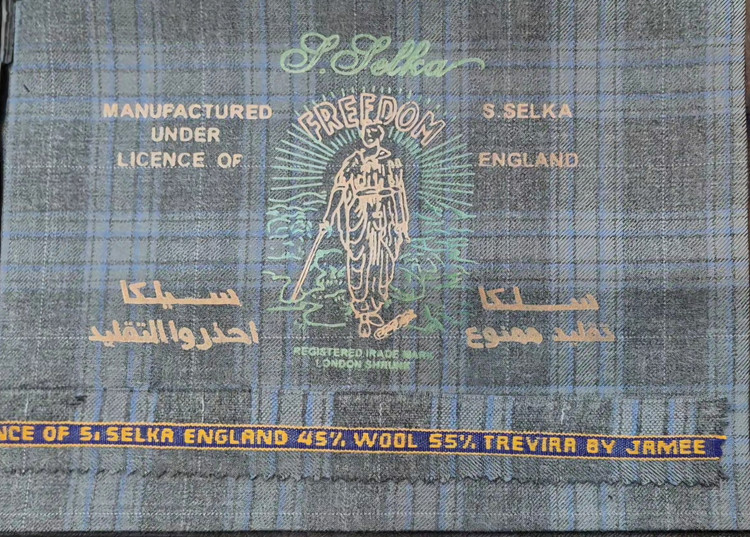 S.Selka
FREEDOM
MANUFACTURED
UNDER
LICENCE OF
S.SELKA
ENGLAND
سيلكا
احذروا التقليد
سلكا
تقليد ممنوع
REGISTERED TRADE MARK
LONDON SHRUNK
NCE OF S. SELKA ENGLAND 45% WOOL 55% TREVIRA BY JAMEE